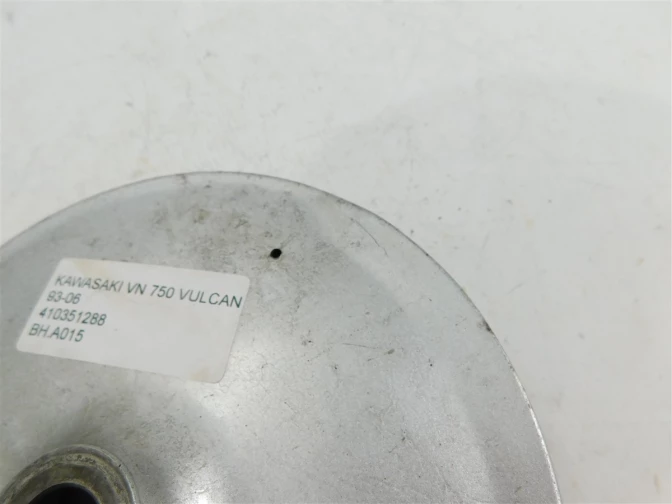 KAWASAKI VN 750 VULCAN
93-06
410351288
BH.A015